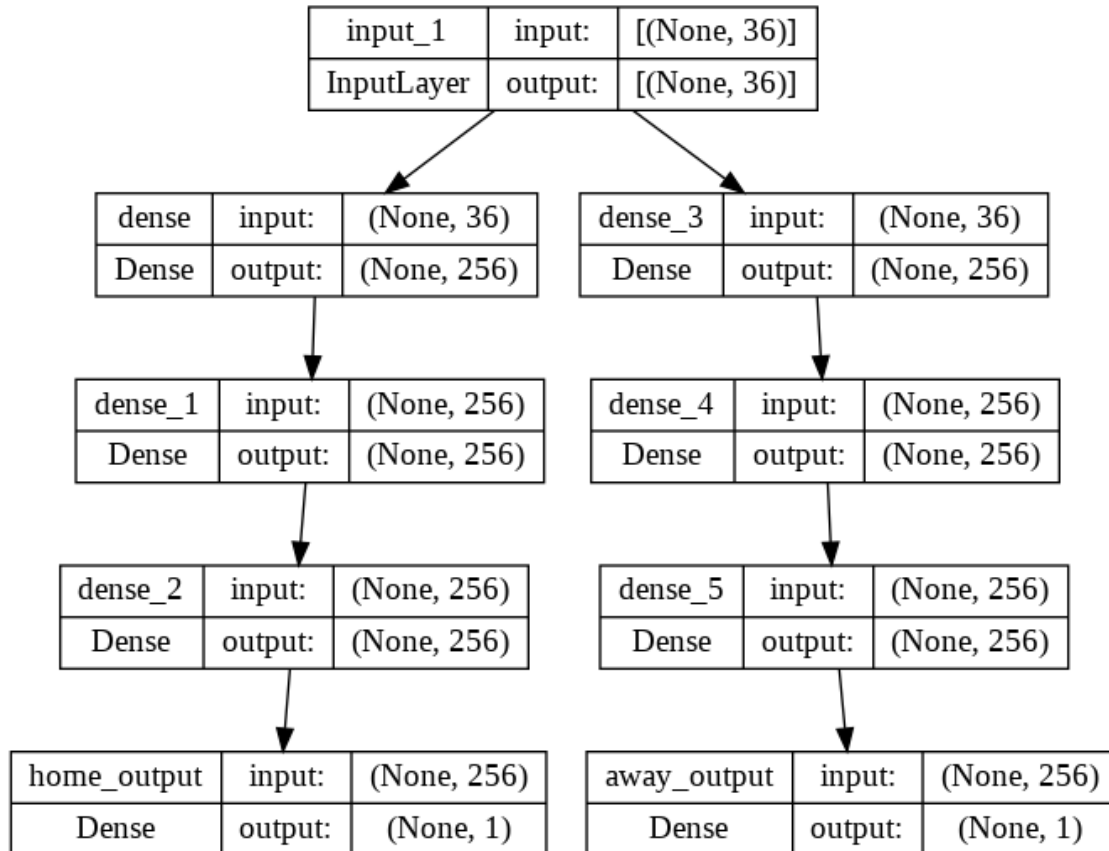 input_1 input: [(None, 36)]
InputLayer output: [(None, 36)]
dense input: (None, 36)
Dense output: (None, 256)
dense_3 input: (None, 36)
Dense output: (None, 256)
dense_1 input: (None, 256)
Dense output: (None, 256)
dense_4 input: (None, 256)
Dense output: (None, 256)
dense_2 input: (None, 256)
Dense output: (None, 256)
dense_5 input: (None, 256)
Dense output: (None, 256)
home_output input: (None, 256)
Dense output: (None, 1)
away_output input: (None, 256)
Dense output: (None, 1)